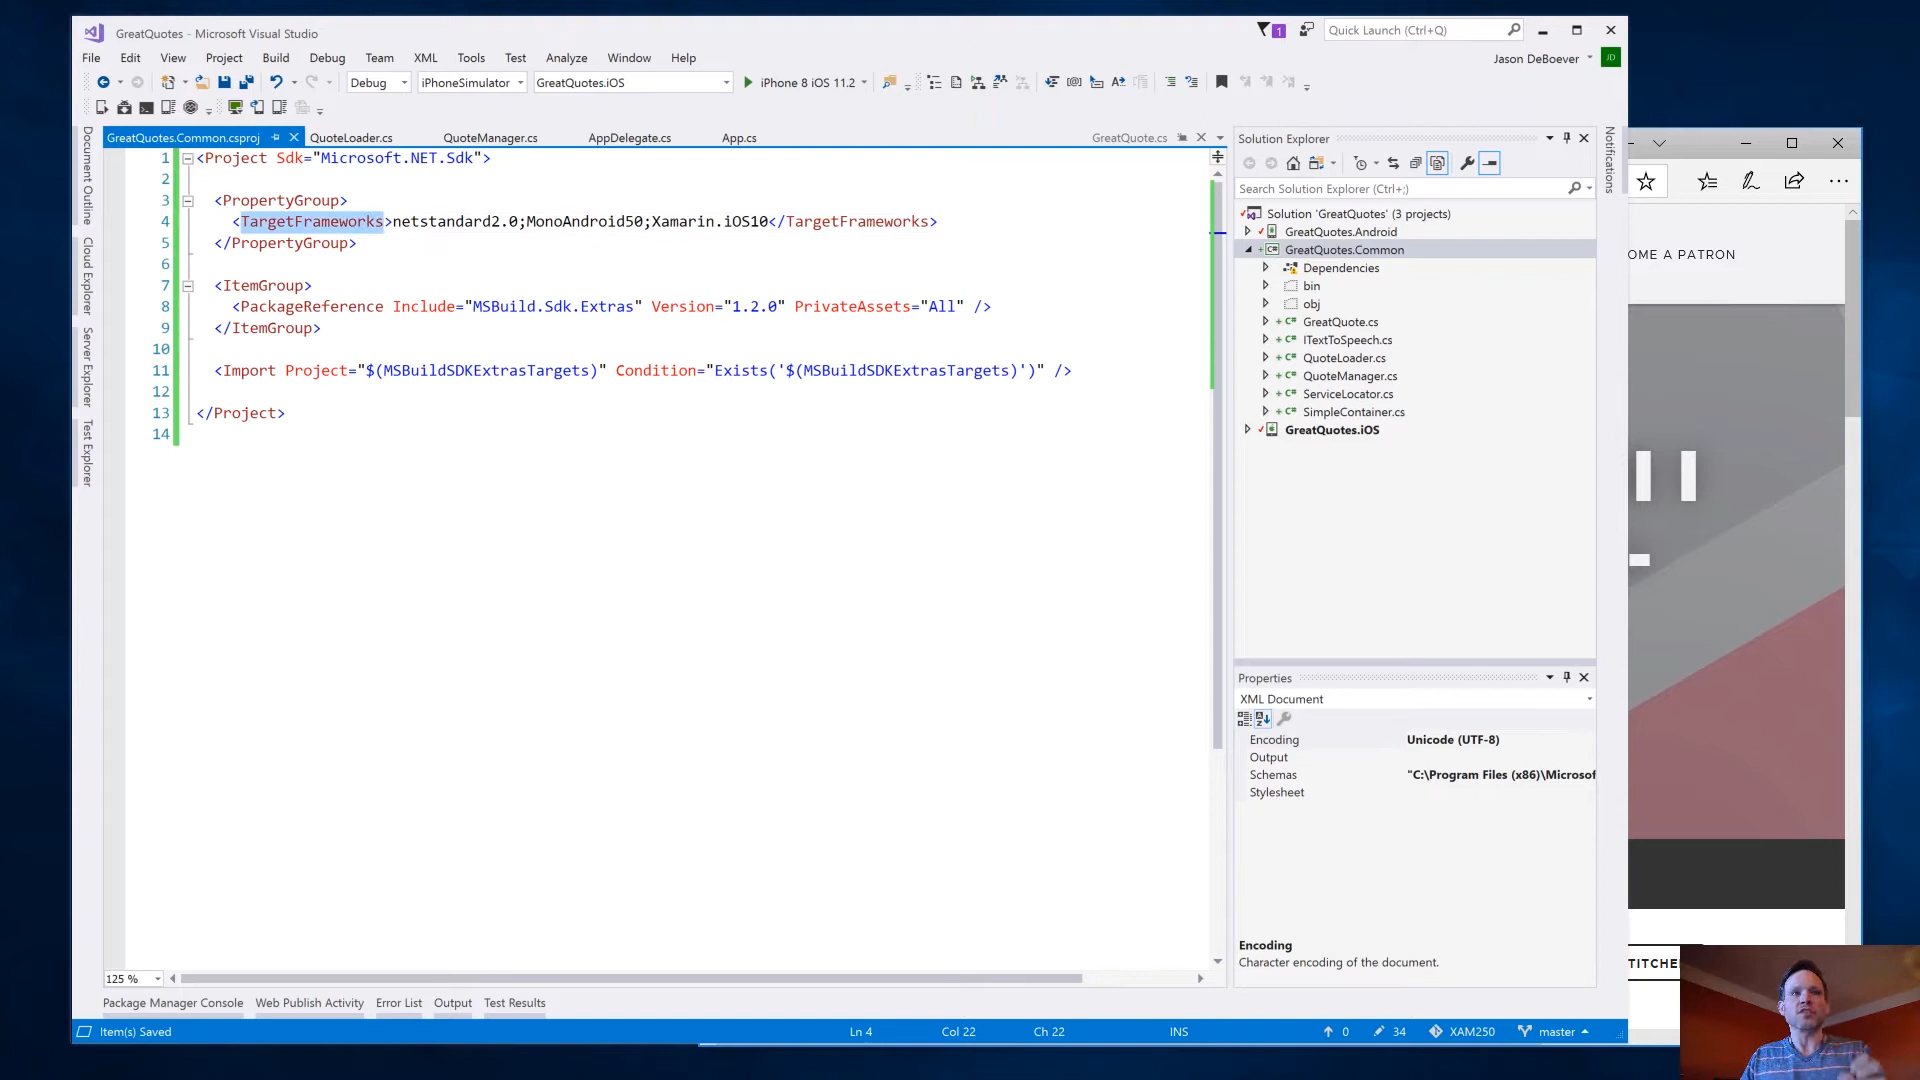 GreatQuotes - Microsoft Visual Studio
1
Quick Launch (Ctrl+Q)
File Edit View Project Build Debug Team XML Tools Test Analyze Window Help
Jason DeBoever JD
Debug iPhoneSimulator GreatQuotes.iOS iPhone 8 iOS 11.2
Document Outline
Cloud Explorer
Server Explorer
Test Explorer
GreatQuotes.Common.csproj QuoteLoader.cs QuoteManager.cs AppDelegate.cs App.cs GreatQuote.cs
1 <Project Sdk="Microsoft.NET.Sdk">
2
3 <PropertyGroup>
4 <TargetFrameworks>netstandard2.0;MonoAndroid50;Xamarin.iOS10</TargetFrameworks>
5 </PropertyGroup>
6
7 <ItemGroup>
8 <PackageReference Include="MSBuild.Sdk.Extras" Version="1.2.0" PrivateAssets="All" />
9 </ItemGroup>
10
11 <Import Project="$(MSBuildSDKExtrasTargets)" Condition="Exists('$(MSBuildSDKExtrasTargets)')" />
12
13 </Project>
14
125 %
Solution Explorer
Search Solution Explorer (Ctrl+;)
Solution 'GreatQuotes' (3 projects)
GreatQuotes.Android
GreatQuotes.Common
Dependencies
bin
obj
GreatQuote.cs
ITextToSpeech.cs
QuoteLoader.cs
QuoteManager.cs
ServiceLocator.cs
SimpleContainer.cs
GreatQuotes.iOS
Properties
XML Document
Encoding Unicode (UTF-8)
Output
Schemas "C:\Program Files (x86)\Microsof
Stylesheet
Encoding
Character encoding of the document.
Notifications
OME A PATRON
TITCHE
Package Manager Console Web Publish Activity Error List Output Test Results
Item(s) Saved Ln 4 Col 22 Ch 22 INS 0 34 XAM250 master